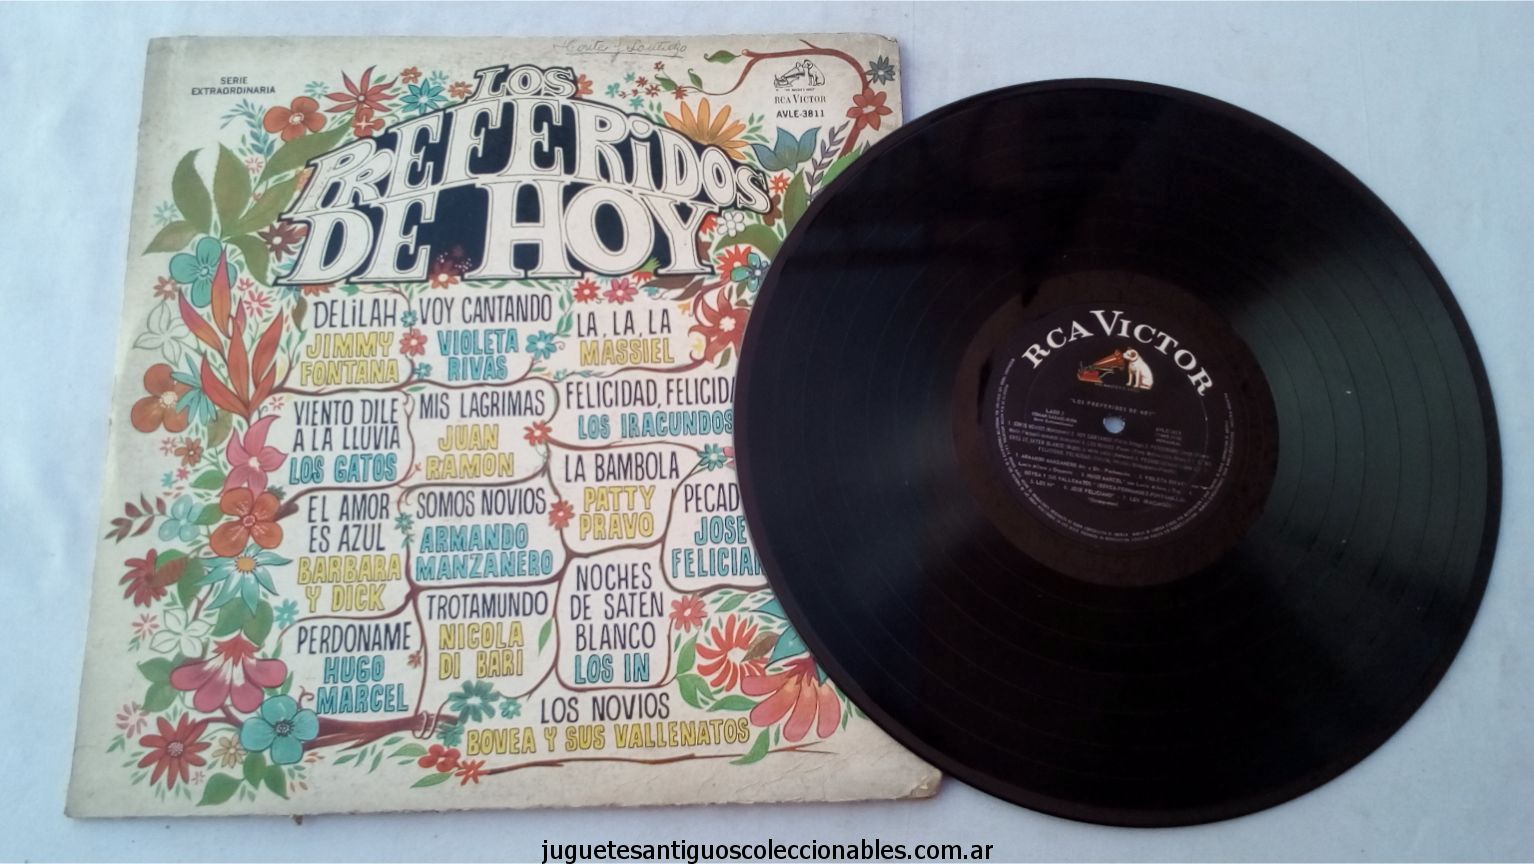 SERIE
EXTRAORDINARIA
RCA VICTOR
AVLE-3811
LOS
PREFERIDOS
DE HOY
DELILAH
JIMMY
FONTANA
VOY CANTANDO
VIOLETA
RIVAS
LA, LA, LA
MASSIEL
VIENTO DILE
A LA LLUVIA
LOS GATOS
MIS LAGRIMAS
JUAN
RAMON
FELICIDAD, FELICIDA
LOS IRACUNDOS
EL AMOR
ES AZUL
BARBARA
Y DICK
SOMOS NOVIOS
ARMANDO
MANZANERO
LA BAMBOLA
PATTY
PRAVO
PECAD
JOSE
FELICIAN
PERDONAME
HUGO
MARCEL
TROTAMUNDO
NICOLA
DI BARI
NOCHES
DE SATEN
BLANCO
LOS IN
LOS NOVIOS
BOVEA Y SUS VALLENATOS
RCA VICTOR
"LOS PREFERIDOS DE HOY"
juguetesantiguoscoleccionables.com.ar